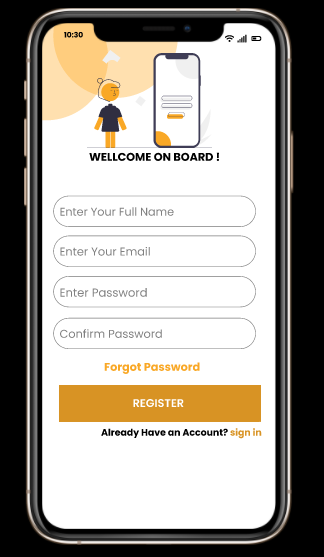 10:30
WELLCOME ON BOARD !
Enter Your Full Name
Enter Your Email
Enter Password
Confirm Password
Forgot Password
REGISTER
Already Have an Account? sign in